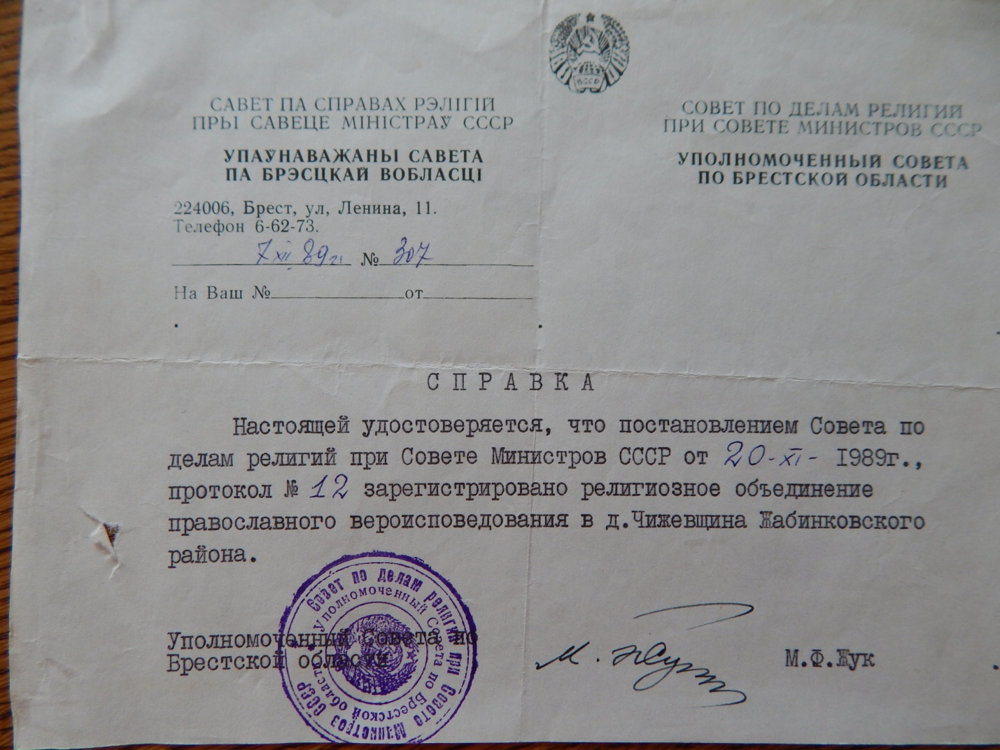 БССР
САВЕТ ПА СПРАВАХ РЭЛІГІЙ
ПРЫ САВЕЦЕ МІНІСТРАЎ СССР
УПАЎНАВАЖАНЫ САВЕТА
ПА БРЭСЦКАЙ ВОБЛАСЦІ
224006, Брест, ул, Ленина, 11.
Телефон 6-62-73.
7 XII 89 г. № 307
На Ваш № от
СОВЕТ ПО ДЕЛАМ РЕЛИГИЙ
ПРИ СОВЕТЕ МИНИСТРОВ СССР
УПОЛНОМОЧЕННЫЙ СОВЕТА
ПО БРЕСТСКОЙ ОБЛАСТИ
СПРАВКА
Настоящей удостоверяется, что постановлением Совета по
делам религий при Совете Министров СССР от 20-XI- 1989г.,
протокол № 12 зарегистрировано религиозное объединение
православного вероисповедования в д.Чижевщина Жабинковского
района.
Уполномоченный Совета по
Брестской области
М. Жук
М.Ф.Жук
Совет по делам религий при Совете Министров СССР
Уполномоченный Совета по Брестской области